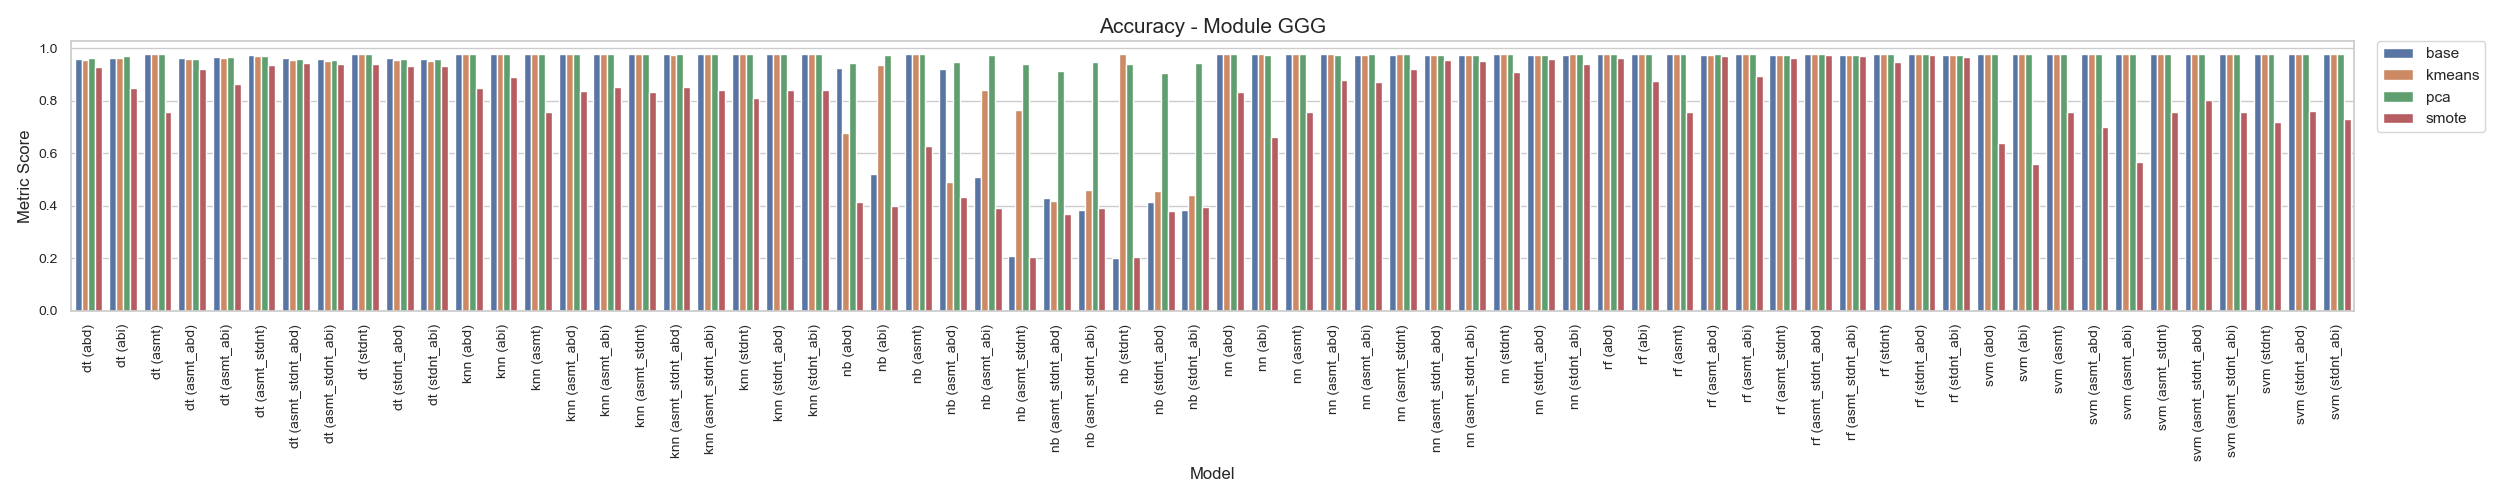 Accuracy - Module GGG
Metric Score
1.0
0.8
0.6
0.4
0.2
0.0
base
kmeans
pca
smote
dt (abd)
dt (abi)
dt (asmt)
dt (asmt_abd)
dt (asmt_abi)
dt (asmt_stdnt)
dt (asmt_stdnt_abd)
dt (asmt_stdnt_abi)
dt (stdnt)
dt (stdnt_abd)
dt (stdnt_abi)
knn (abd)
knn (abi)
knn (asmt)
knn (asmt_abd)
knn (asmt_abi)
knn (asmt_stdnt)
knn (asmt_stdnt_abd)
knn (asmt_stdnt_abi)
knn (stdnt)
knn (stdnt_abd)
knn (stdnt_abi)
nb (abd)
nb (abi)
nb (asmt)
nb (asmt_abd)
nb (asmt_abi)
nb (asmt_stdnt)
nb (asmt_stdnt_abd)
nb (asmt_stdnt_abi)
nb (stdnt)
nb (stdnt_abd)
nb (stdnt_abi)
nn (abd)
nn (abi)
nn (asmt)
nn (asmt_abd)
nn (asmt_abi)
nn (asmt_stdnt)
nn (asmt_stdnt_abd)
nn (asmt_stdnt_abi)
nn (stdnt)
nn (stdnt_abd)
nn (stdnt_abi)
rf (abd)
rf (abi)
rf (asmt)
rf (asmt_abd)
rf (asmt_abi)
rf (asmt_stdnt)
rf (asmt_stdnt_abd)
rf (asmt_stdnt_abi)
rf (stdnt)
rf (stdnt_abd)
rf (stdnt_abi)
svm (abd)
svm (abi)
svm (asmt)
svm (asmt_abd)
svm (asmt_abi)
svm (asmt_stdnt)
svm (asmt_stdnt_abd)
svm (asmt_stdnt_abi)
svm (stdnt)
svm (stdnt_abd)
svm (stdnt_abi)
Model